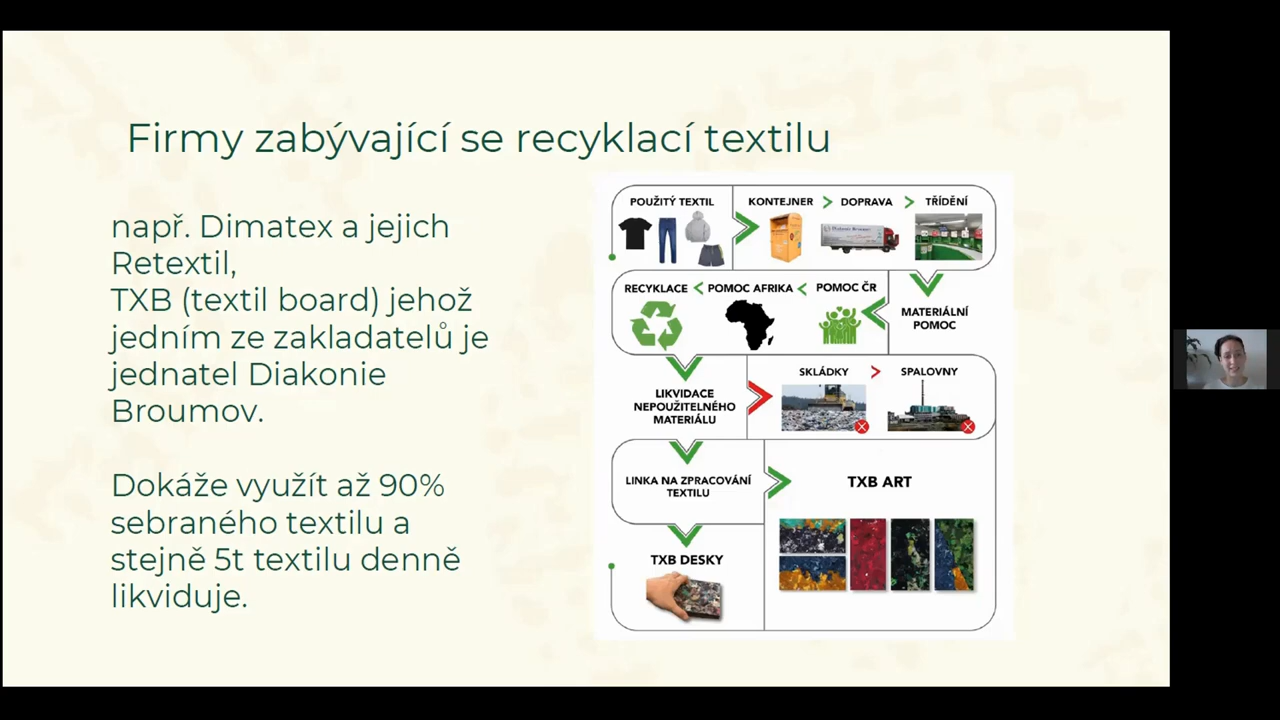 Firmy zabývající se recyklací textilu
např. Dimatex a jejich
Retextil,
TXB (textil board) jehož
jedním ze zakladatelů je
jednatel Diakonie
Broumov.
Dokáže využít až 90%
sebraného textilu a
stejně 5t textilu denně
likviduje.
POUŽITÝ TEXTIL
KONTEJNER
DOPRAVA
TŘÍDĚNÍ
RECYKLACE
POMOC AFRIKA
POMOC ČR
MATERIÁLNÍ
POMOC
LIKVIDACE
NEPOUŽITELNÉHO
MATERIÁLU
SKLÁDKY
SPALOVNY
LINKA NA ZPRACOVÁNÍ
TEXTILU
TXB ART
TXB DESKY